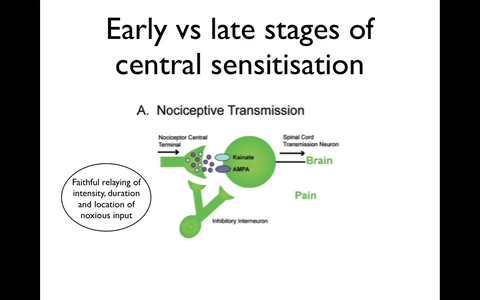 Early vs late stages of
central sensitisation
A. Nociceptive Transmission
Nociceptor Central
Terminal
Spinal Cord
Transmission Neuron
Kainate
AMPA
Brain
Faithful relaying of
intensity, duration
and location of
noxious input
Pain
Inhibitory Interneuron